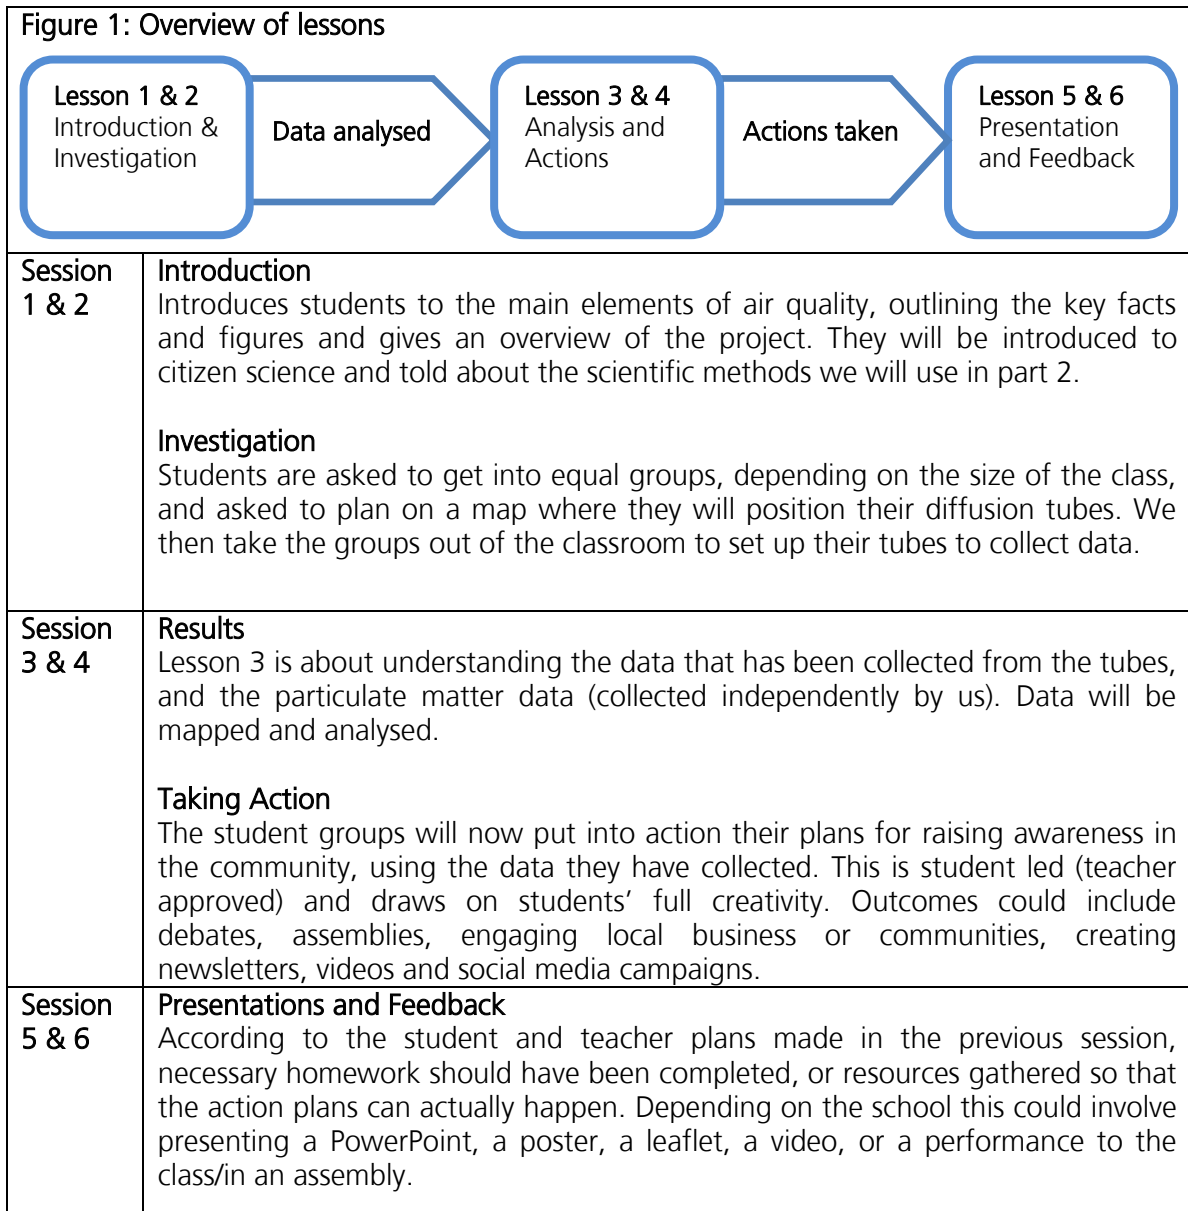 Figure 1: Overview of lessons
Lesson 1 & 2
Introduction &
Investigation
Data analysed
Lesson 3 & 4
Analysis and
Actions
Actions taken
Lesson 5 & 6
Presentation
and Feedback
Session
1 & 2
Introduction
Introduces students to the main elements of air quality, outlining the key facts
and figures and gives an overview of the project. They will be introduced to
citizen science and told about the scientific methods we will use in part 2.
Investigation
Students are asked to get into equal groups, depending on the size of the class,
and asked to plan on a map where they will position their diffusion tubes. We
then take the groups out of the classroom to set up their tubes to collect data.
Session
3 & 4
Results
Lesson 3 is about understanding the data that has been collected from the tubes,
and the particulate matter data (collected independently by us). Data will be
mapped and analysed.
Taking Action
The student groups will now put into action their plans for raising awareness in
the community, using the data they have collected. This is student led (teacher
approved) and draws on students’ full creativity. Outcomes could include
debates, assemblies, engaging local business or communities, creating
newsletters, videos and social media campaigns.
Session
5 & 6
Presentations and Feedback
According to the student and teacher plans made in the previous session,
necessary homework should have been completed, or resources gathered so that
the action plans can actually happen. Depending on the school this could involve
presenting a PowerPoint, a poster, a leaflet, a video, or a performance to the
class/in an assembly.